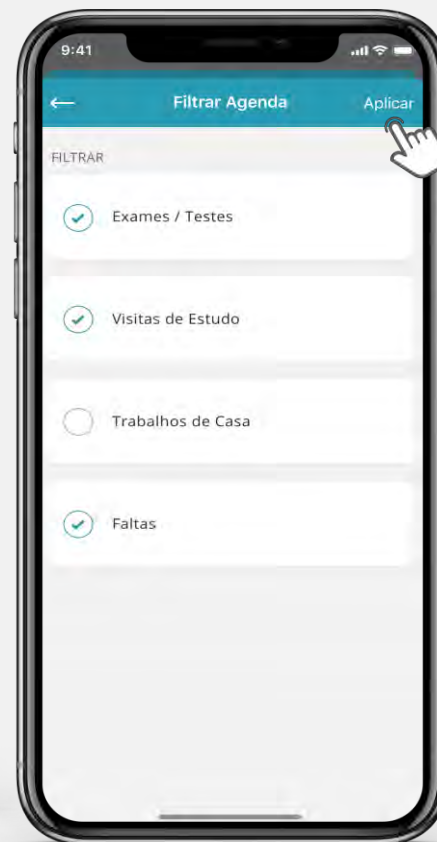 9:41
Filtrar Agenda
Aplicar
FILTRAR
Exames / Testes
Visitas de Estudo
Trabalhos de Casa
Faltas